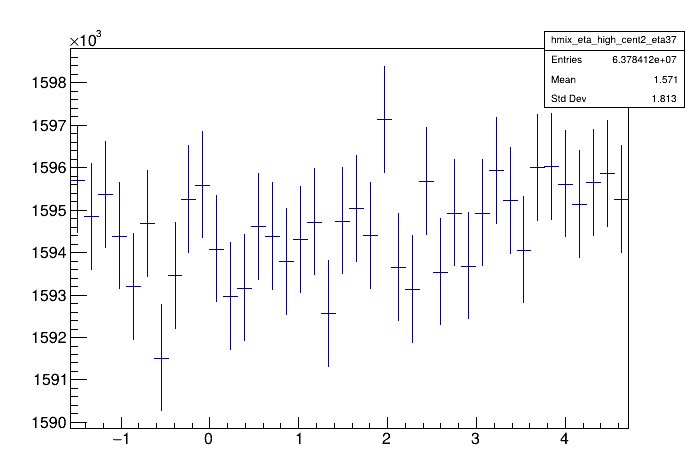 ×10³
hmix_eta_high_cent2_eta37
Entries 6.378412e+07
Mean 1.571
Std Dev 1.813
1598
1597
1596
1595
1594
1593
1592
1591
1590
−1 0 1 2 3 4